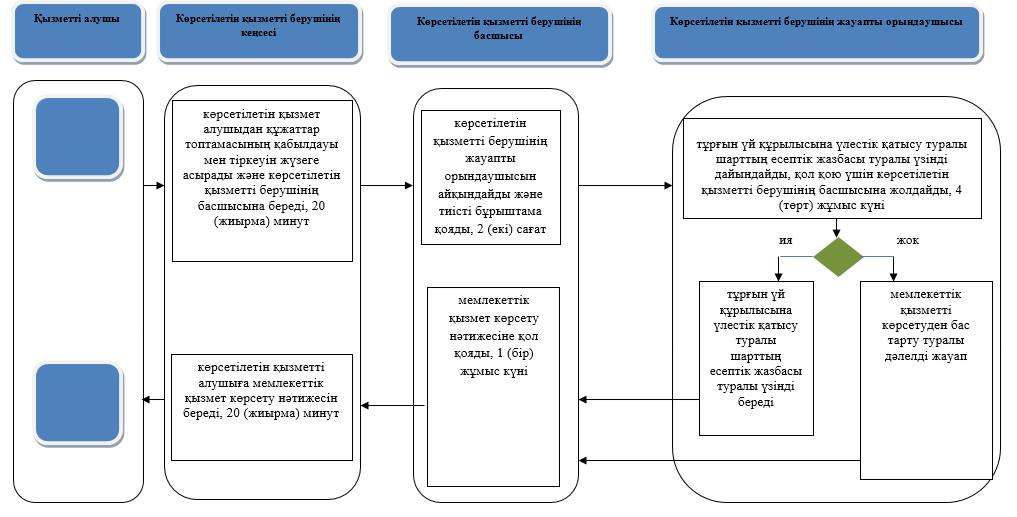 Қызметті алушы
Көрсетілетін қызметті берушінің
кеңсесі
Көрсетілетін қызметті берушінің
басшысы
Көрсетілетін қызметті берушінің жауапты орындаушысы
көрсетілетін қызмет
алушыдан құжаттар
топтамасының қабылдауы
мен тіркеуін жүзеге
асырады және көрсетілетін
қызметті берушінің
басшысына береді, 20
(жиырма) минут
көрсетілетін
қызметті берушінің
жауапты
орындаушысын
айқындайды және
тиісті бұрыштама
қояды, 2 (екі) сағат
тұрғын үй құрылысына үлестік қатысу туралы
шарттың есептік жазбасы туралы үзінді
дайындайды, қол қою үшін көрсетілетін
қызметті берушінің басшысына жолдайды, 4
(төрт) жұмыс күні
ия
жок
тұрғын үй
құрылысына
үлестік қатысу
туралы
шарттың
есептік жазбасы
туралы үзінді
береді
мемлекеттік
қызметті
көрсетуден бас
тарту туралы
дәлелді жауап
мемлекеттік
қызмет көрсету
нәтижесіне қол
қояды, 1 (бір)
жұмыс күні
көрсетілетін қызметті
алушыға мемлекеттік
қызмет көрсету нәтижесін
береді, 20 (жиырма) минут